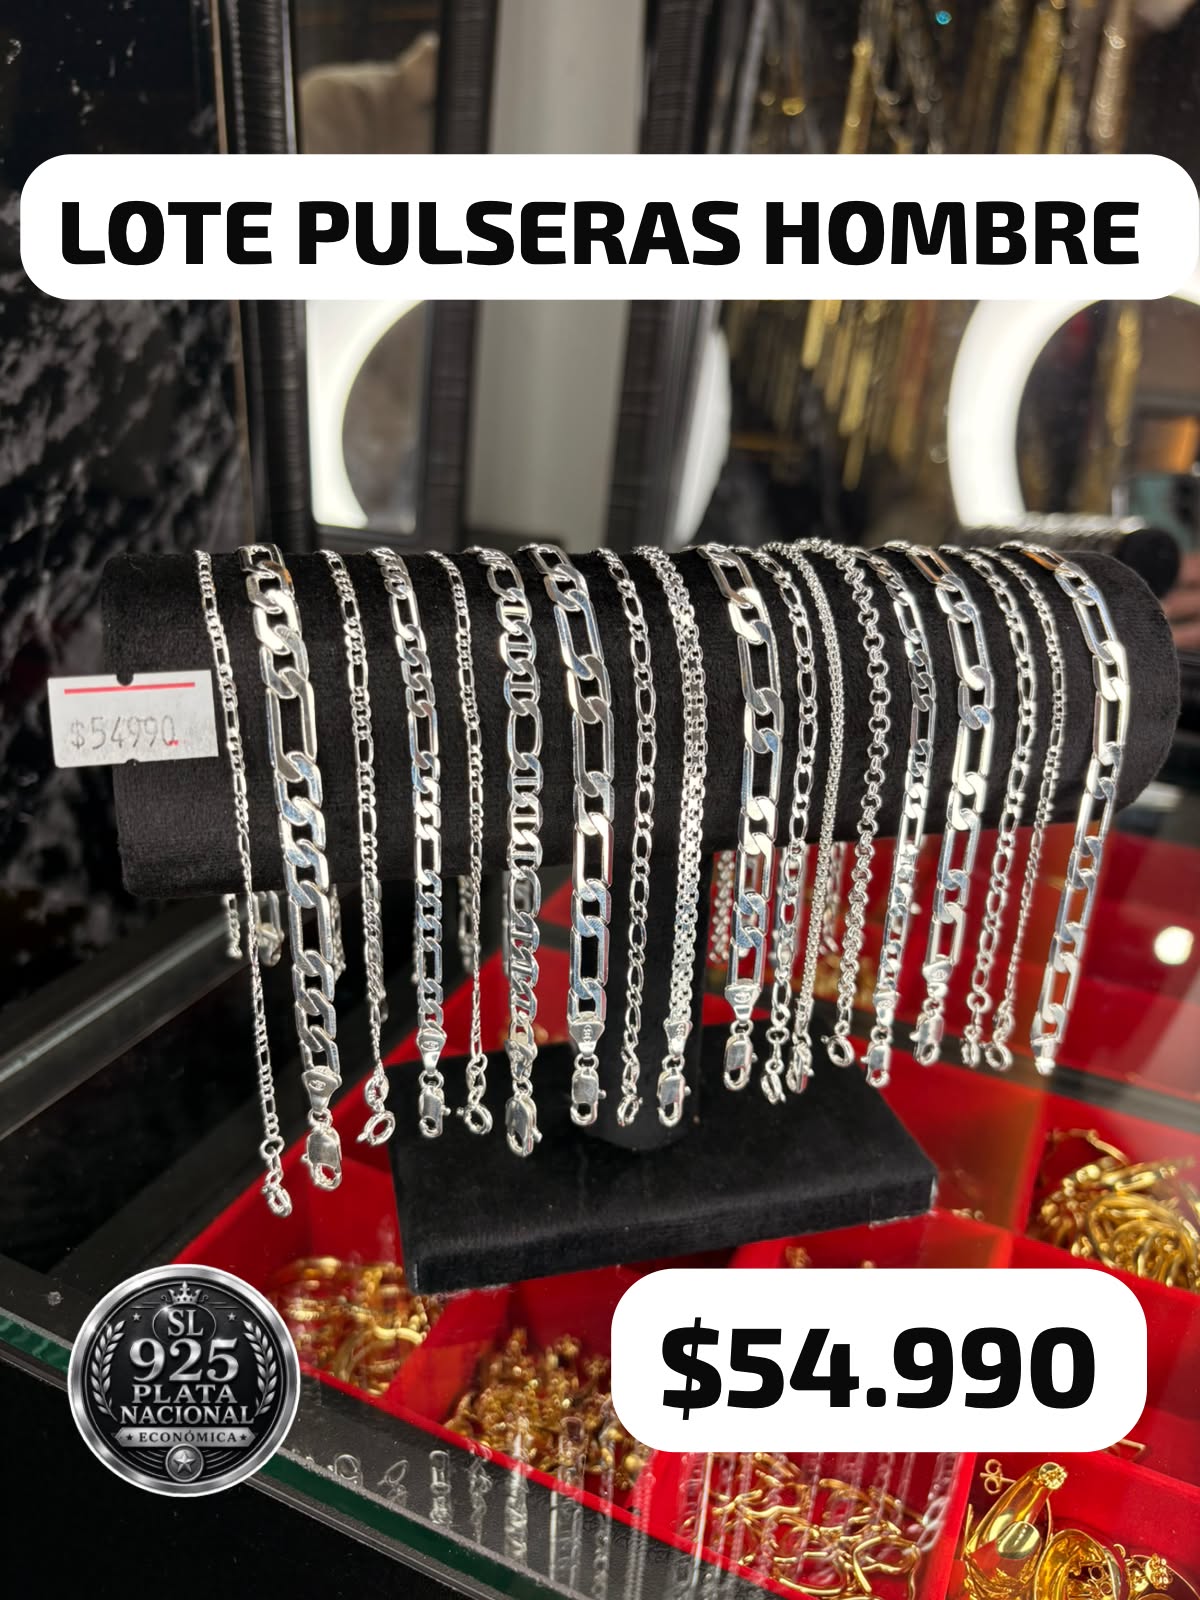 LOTE PULSERAS HOMBRE
$54990
SL
925
PLATA
NACIONAL
ECONÓMICA
$54.990